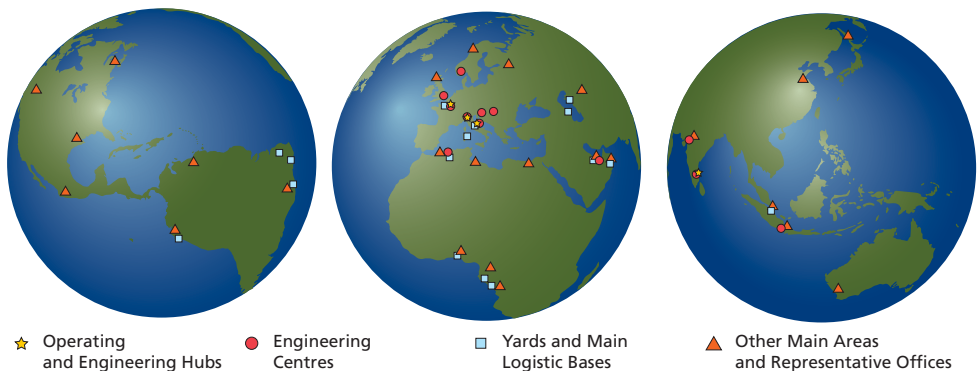 Operating
and Engineering Hubs
Engineering
Centres
Yards and Main
Logistic Bases
Other Main Areas
and Representative Offices